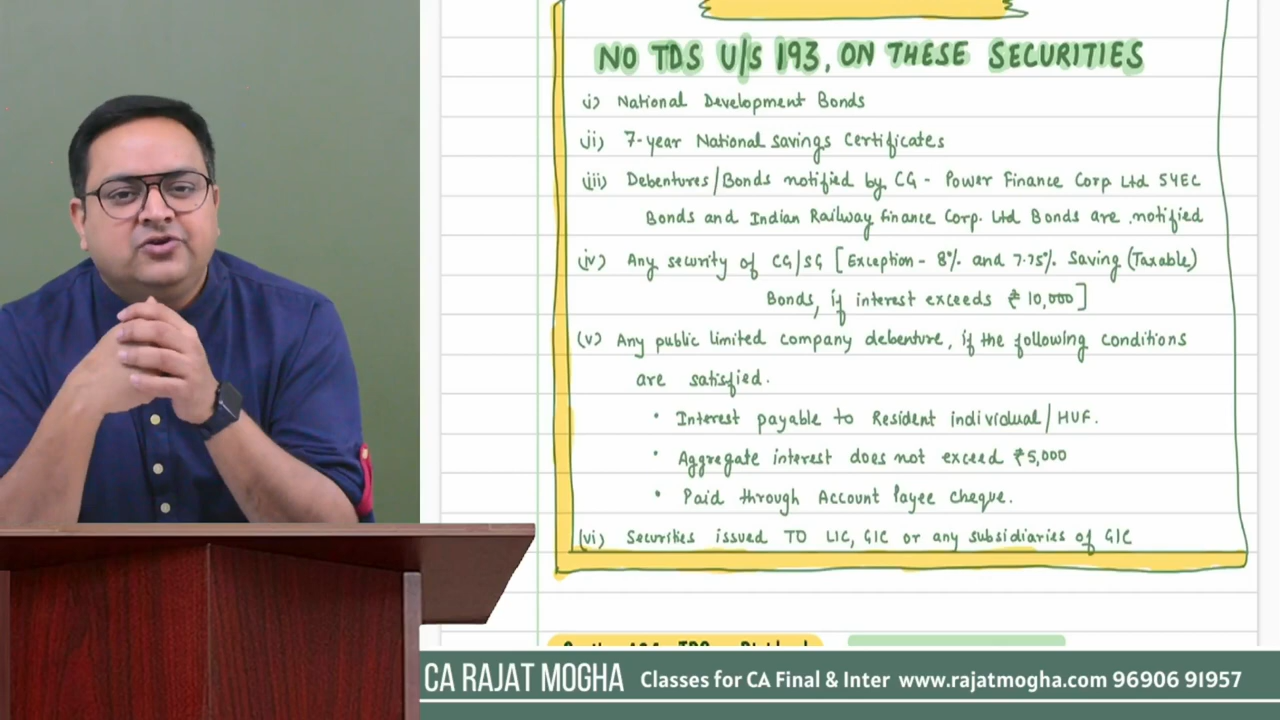 NO TDS U/S 193, ON THESE SECURITIES
(i) National Development Bonds
(ii) 7-year National savings Certificates
(iii) Debentures/Bonds notified by CG - Power Finance Corp Ltd 54EC
Bonds and Indian Railway finance Corp. Ltd Bonds are notified
(iv) Any security of CG/SG [Exception - 8% and 7.75% Saving (Taxable)
Bonds, if interest exceeds ₹ 10,000]
(v) Any public limited company debenture, if the following conditions
are satisfied.
• Interest payable to Resident individual/HUF.
• Aggregate interest does not exceed ₹5,000
• Paid through Account Payee cheque.
(vi) Securities issued TO LIC, GIC or any subsidiaries of GIC
CA RAJAT MOGHA Classes for CA Final & Inter www.rajatmogha.com 96906 91957